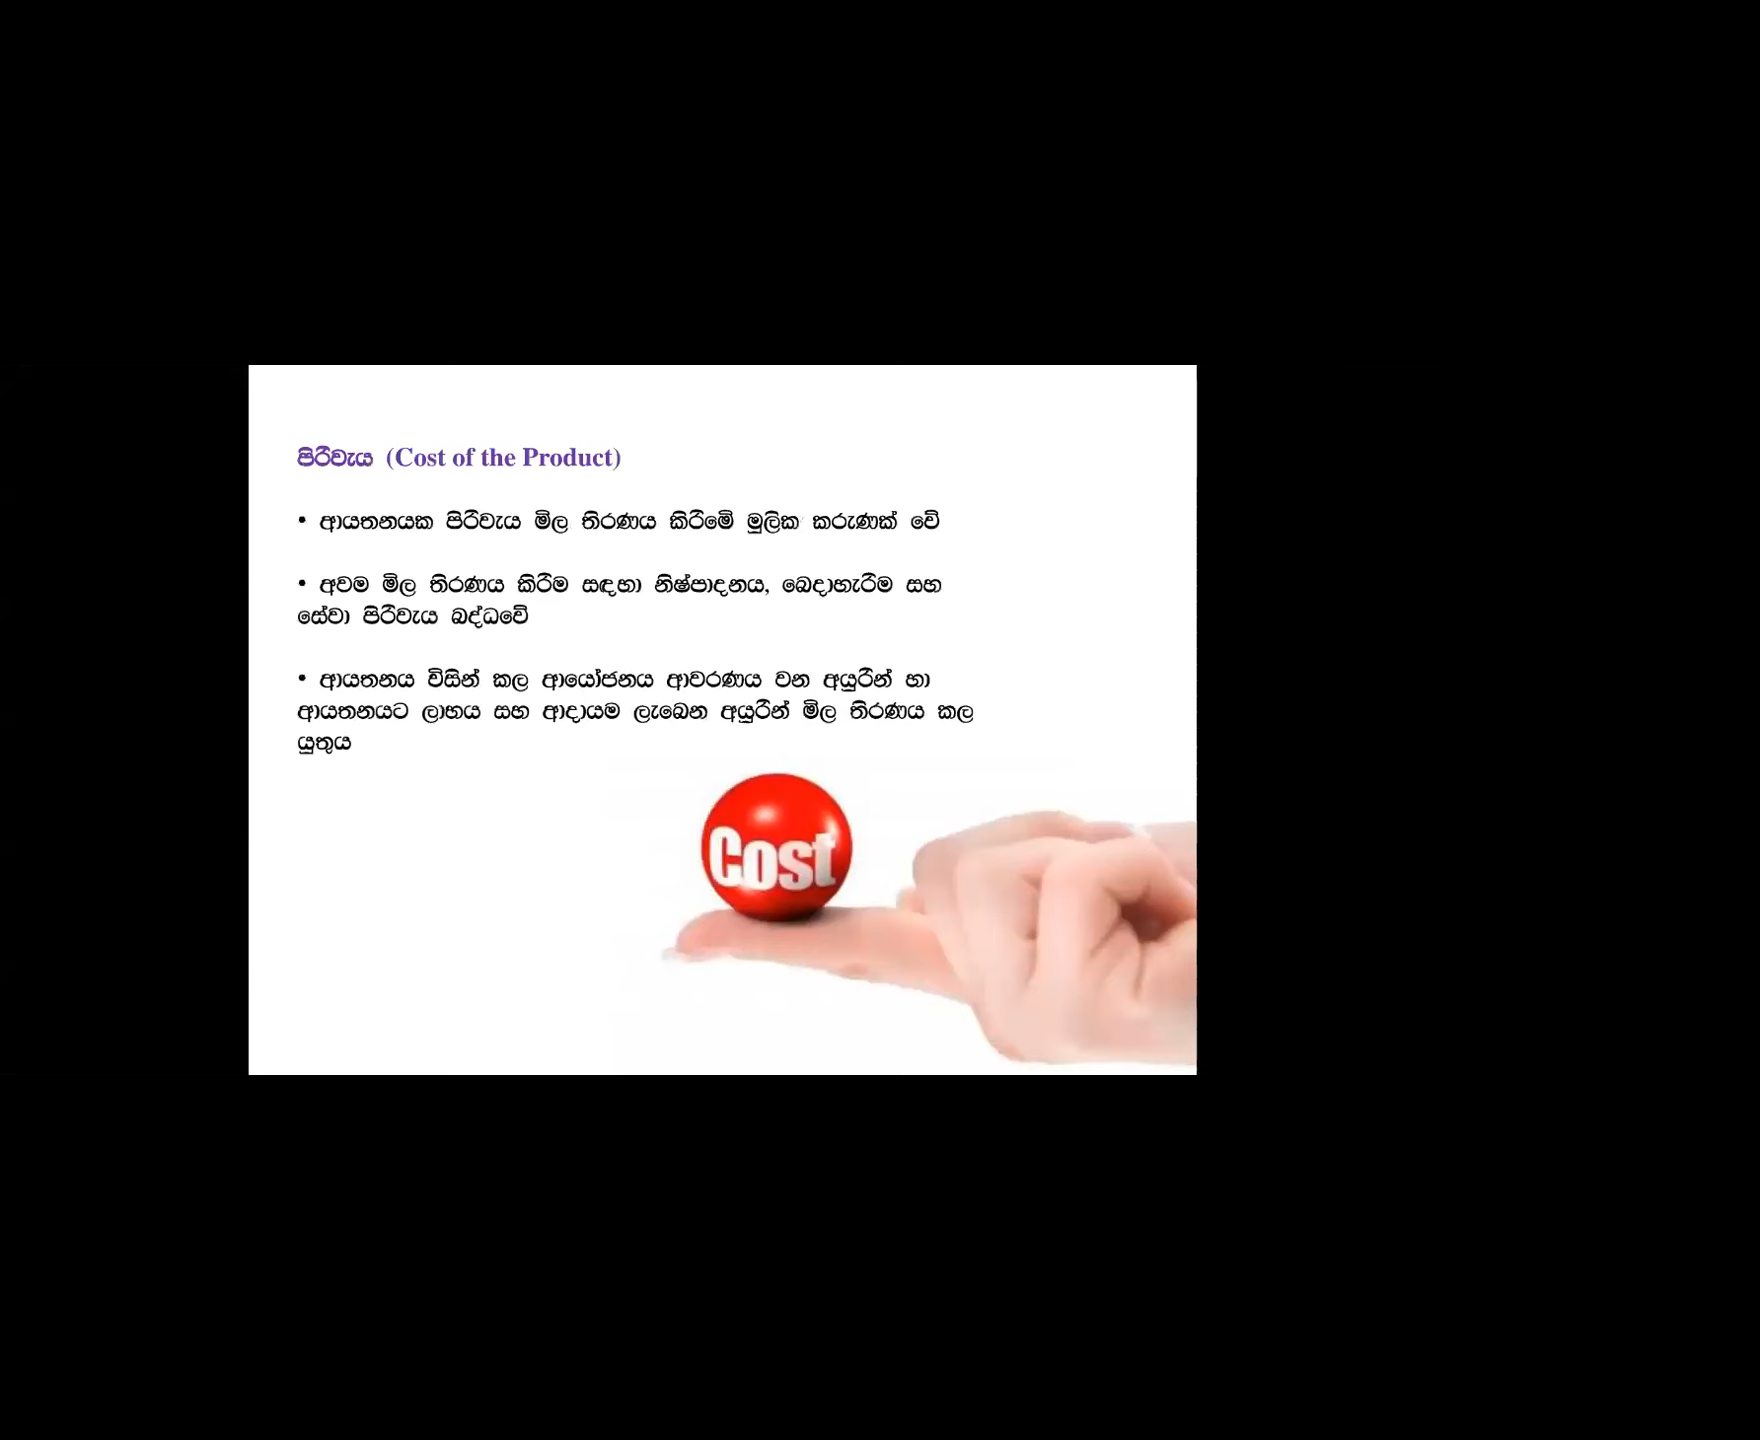 පිරිවැය (Cost of the Product)
• ආයතනයක පිරිවැය මිල තිරණය කිරීමේ මුලික කරුණක් වේ
• අවම මිල තිරණය කිරීම සඳහා නිෂ්පාදනය, බෙදාහැරීම සහ
සේවා පිරිවැය බද්ධවේ
• ආයතනය විසින් කල ආයෝජනය ආවරණය වන අයුරින් හා
ආයතනයට ලාභය සහ ආදායම ලැබෙන අයුරින් මිල තිරණය කල
යුතුය
Cost